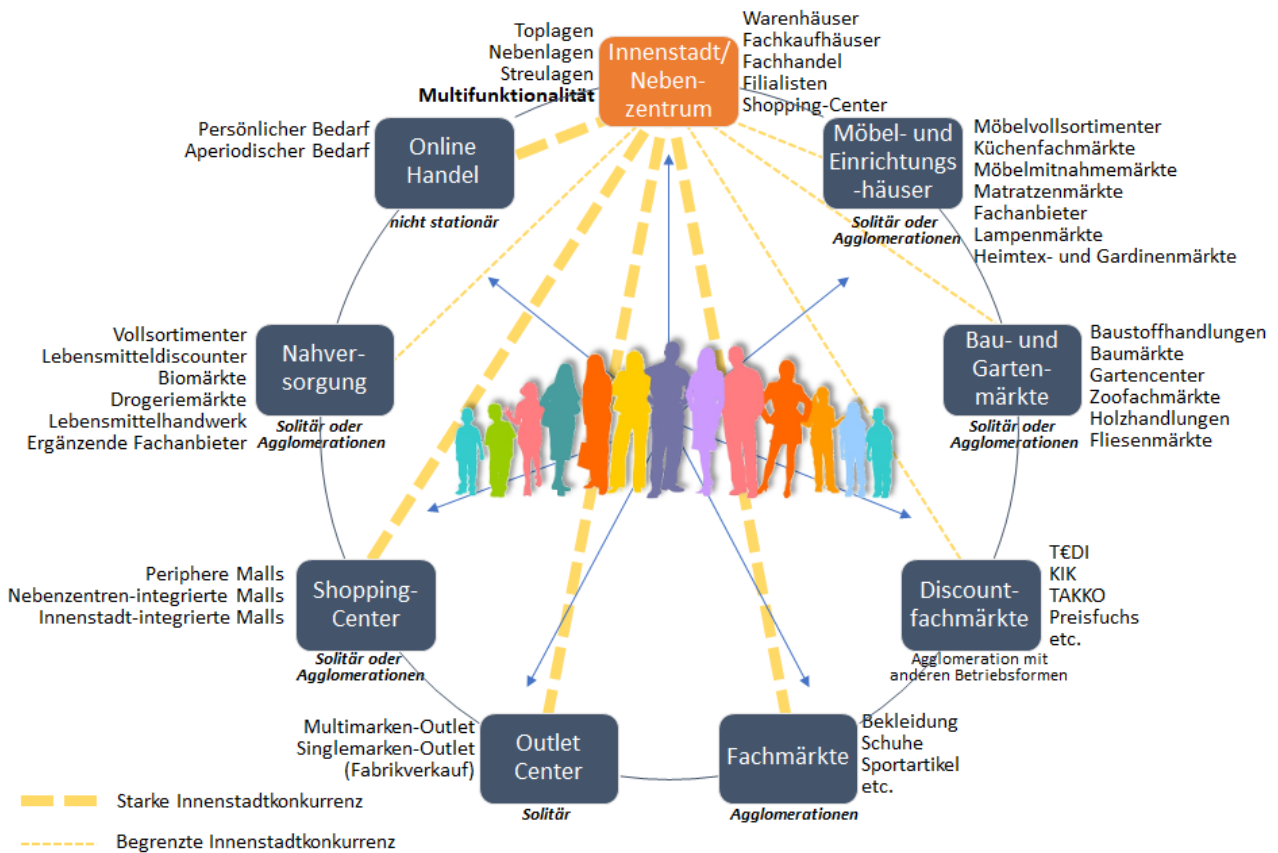 Toplagen
Nebenlagen
Streulagen
Multifunktionalität
Innenstadt/
Neben-
zentrum
Warenhäuser
Fachkaufhäuser
Fachhandel
Filialisten
Shopping-Center
Persönlicher Bedarf
Aperiodischer Bedarf
Online
Handel
nicht stationär
Möbel- und
Einrichtungs
-häuser
Solitär oder
Agglomerationen
Möbelvollsortimenter
Küchenfachmärkte
Möbelmitnahmemärkte
Matratzenmärkte
Fachanbieter
Lampenmärkte
Heimtex- und Gardinenmärkte
Vollsortimenter
Lebensmitteldiscounter
Biomärkte
Drogeriemärkte
Lebensmittelhandwerk
Ergänzende Fachanbieter
Nahver-
sorgung
Solitär oder
Agglomerationen
Bau- und
Garten-
märkte
Solitär oder
Agglomerationen
Baustoffhandlungen
Baumärkte
Gartencenter
Zoofachmärkte
Holzhandlungen
Fliesenmärkte
Periphere Malls
Nebenzentren-integrierte Malls
Innenstadt-integrierte Malls
Shopping-
Center
Solitär oder
Agglomerationen
Discount-
fachmärkte
Agglomeration mit
anderen Betriebsformen
T€DI
KIK
TAKKO
Preisfuchs
etc.
Multimarken-Outlet
Singlemarken-Outlet
(Fabrikverkauf)
Outlet
Center
Solitär
Fachmärkte
Agglomerationen
Bekleidung
Schuhe
Sportartikel
etc.
Starke Innenstadtkonkurrenz
Begrenzte Innenstadtkonkurrenz